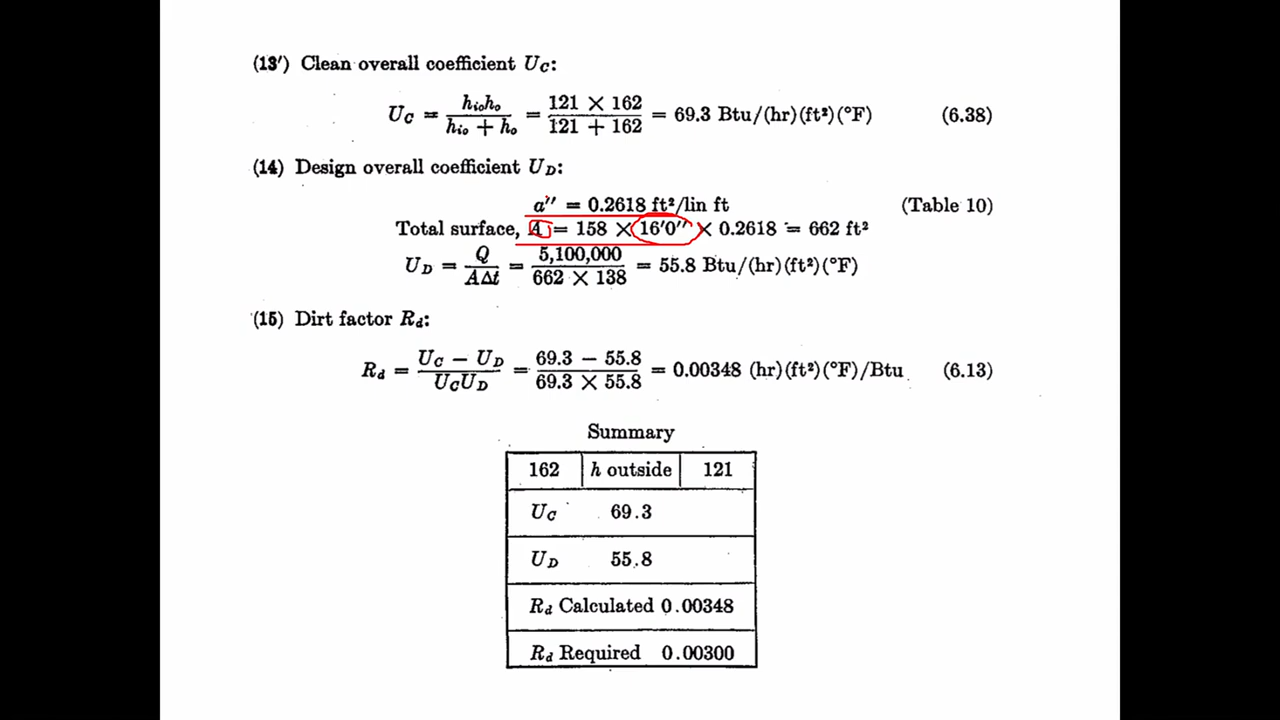 (13′) Clean overall coefficient U_C:
U_C = h_io h_o / (h_io + h_o) = (121 × 162) / (121 + 162) = 69.3 Btu/(hr)(ft²)(°F) (6.38)
(14) Design overall coefficient U_D:
a′′ = 0.2618 ft²/lin ft (Table 10)
Total surface, A = 158 × 16′0′′ × 0.2618 = 662 ft²
U_D = Q / AΔt = 5,100,000 / (662 × 138) = 55.8 Btu/(hr)(ft²)(°F)
(15) Dirt factor R_d:
R_d = (U_C − U_D) / U_C U_D = (69.3 − 55.8) / (69.3 × 55.8) = 0.00348 (hr)(ft²)(°F)/Btu (6.13)
Summary
162 h outside 121
U_C 69.3
U_D 55.8
R_d Calculated 0.00348
R_d Required 0.00300